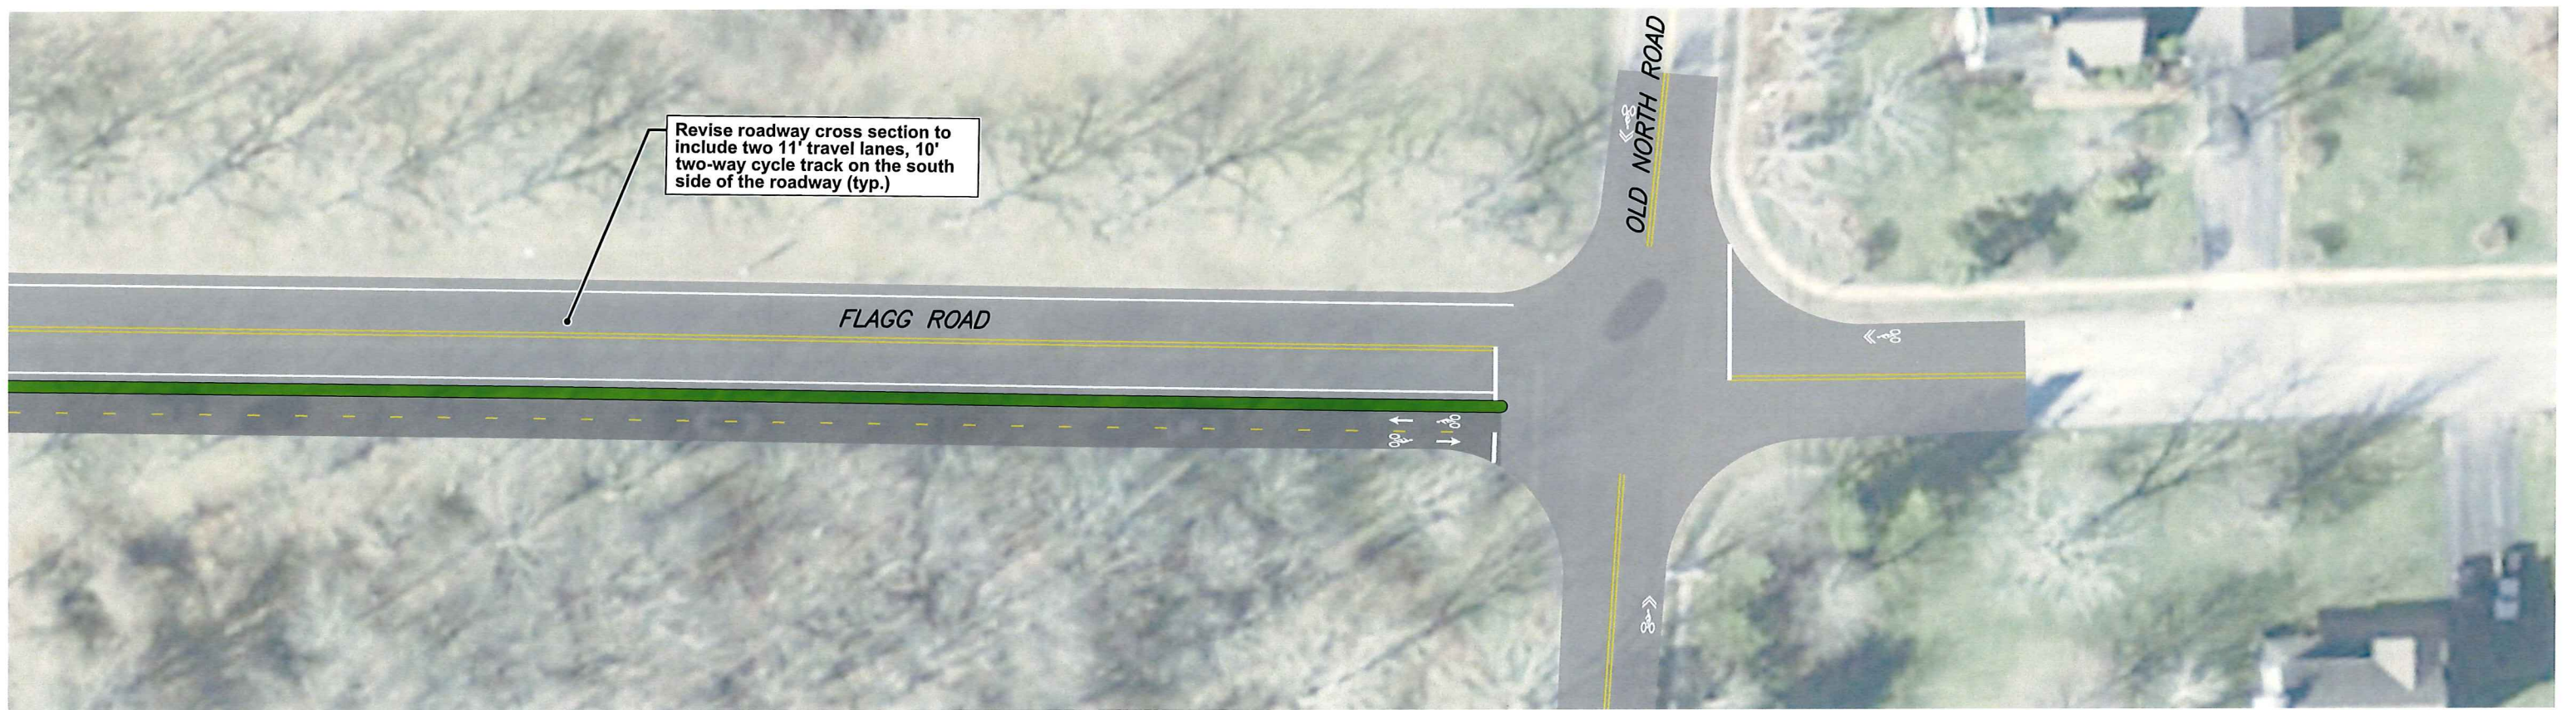 OLD NORTH ROAD
Revise roadway cross section to
include two 11' travel lanes, 10'
two-way cycle track on the south
side of the roadway (typ.)
FLAGG ROAD